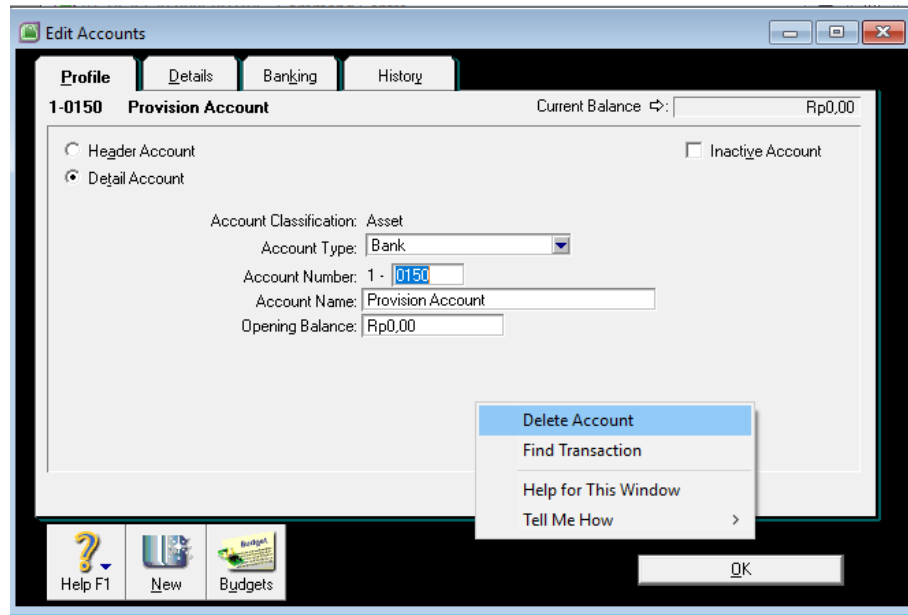 Edit Accounts
Profile Details Banking History
1-0150 Provision Account Current Balance ⇨: Rp0,00
Header Account Inactive Account
Detail Account
Account Classification: Asset
Account Type: Bank
Account Number: 1 - 0150
Account Name: Provision Account
Opening Balance: Rp0,00
Delete Account
Find Transaction
Help for This Window
Tell Me How >
Budget
Help F1 New Budgets OK